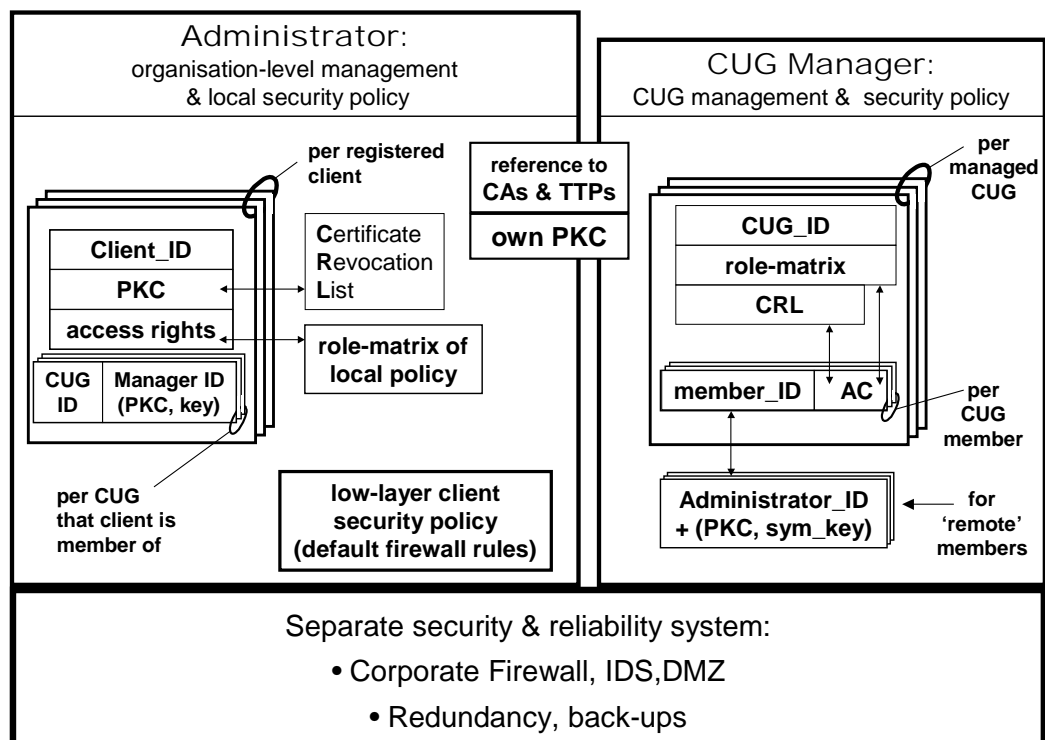 Administrator:
organisation-level management
& local security policy
per registered
client
Client_ID
PKC
access rights
CUG
ID
Manager ID
(PKC, key)
Certificate
Revocation
List
role-matrix of
local policy
per CUG
that client is
member of
low-layer client
security policy
(default firewall rules)
reference to
CAs & TTPs
own PKC
CUG Manager:
CUG management & security policy
per
managed
CUG
CUG_ID
role-matrix
CRL
member_ID
AC
per
CUG
member
Administrator_ID
+ (PKC, sym_key)
for
‘remote’
members
Separate security & reliability system:
• Corporate Firewall, IDS,DMZ
• Redundancy, back-ups